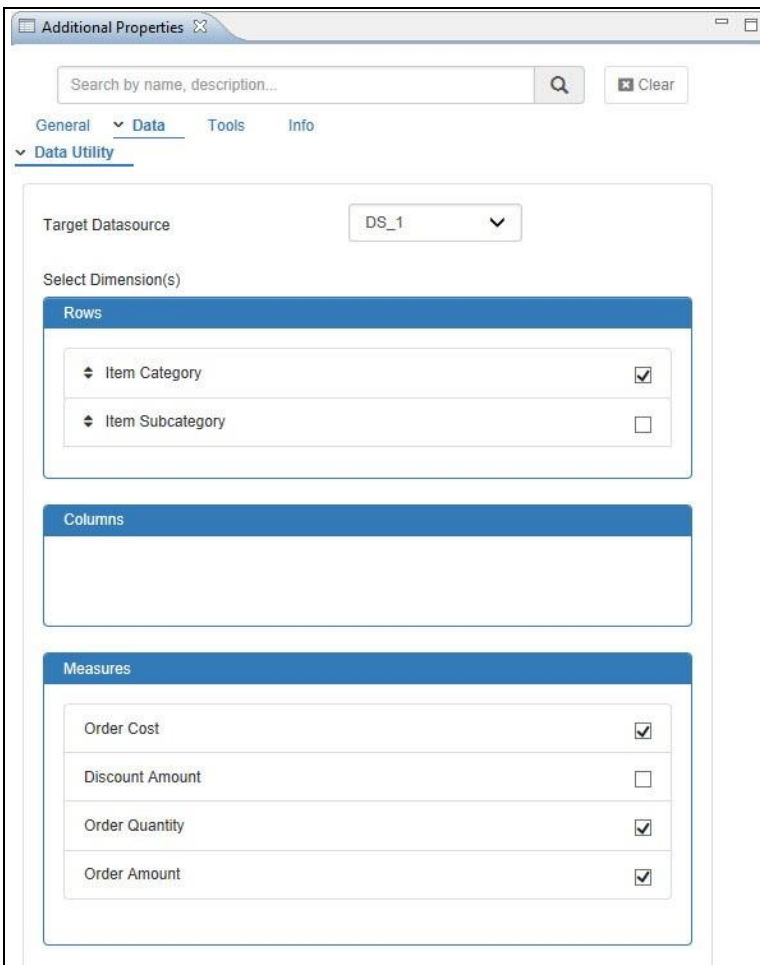 Additional Properties
Search by name, description...
Clear
General Data Tools Info
Data Utility
Target Datasource DS_1
Select Dimension(s)
Rows
Item Category
Item Subcategory
Columns
Measures
Order Cost
Discount Amount
Order Quantity
Order Amount